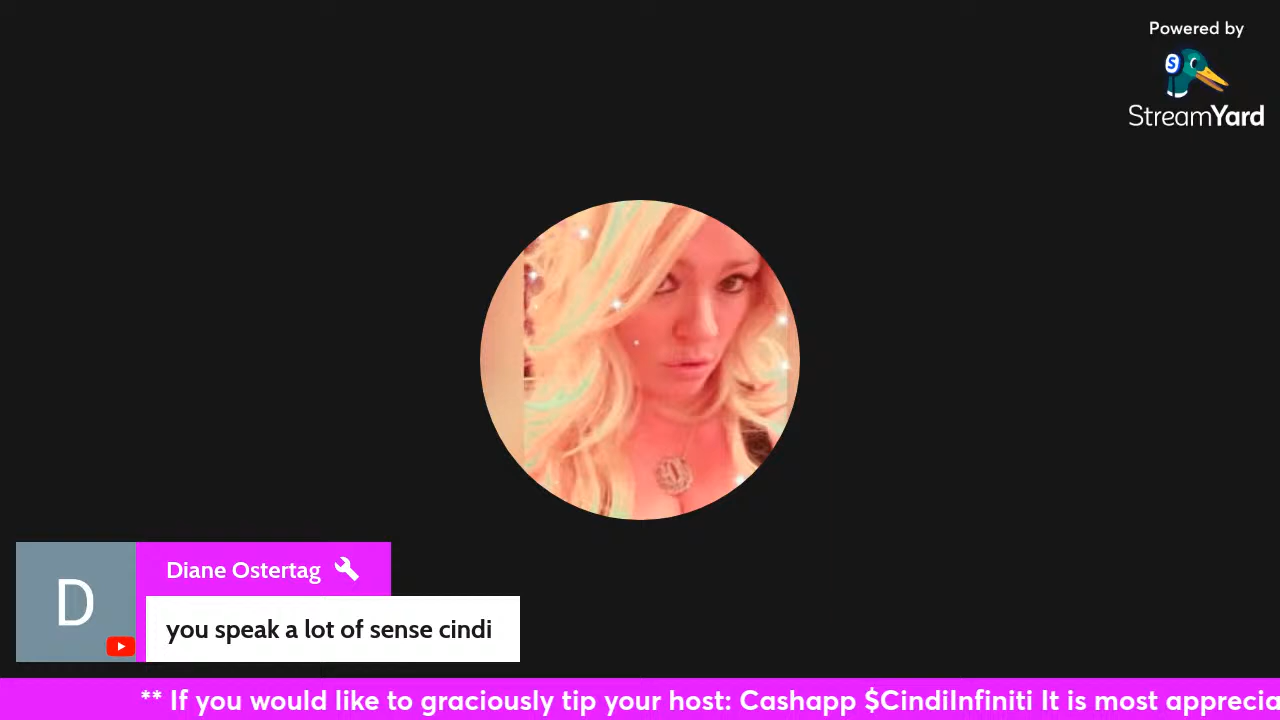 Powered by
S
StreamYard
D
Diane Ostertag
you speak a lot of sense cindi
** If you would like to graciously tip your host: Cashapp $CindiInfiniti It is most apprecia